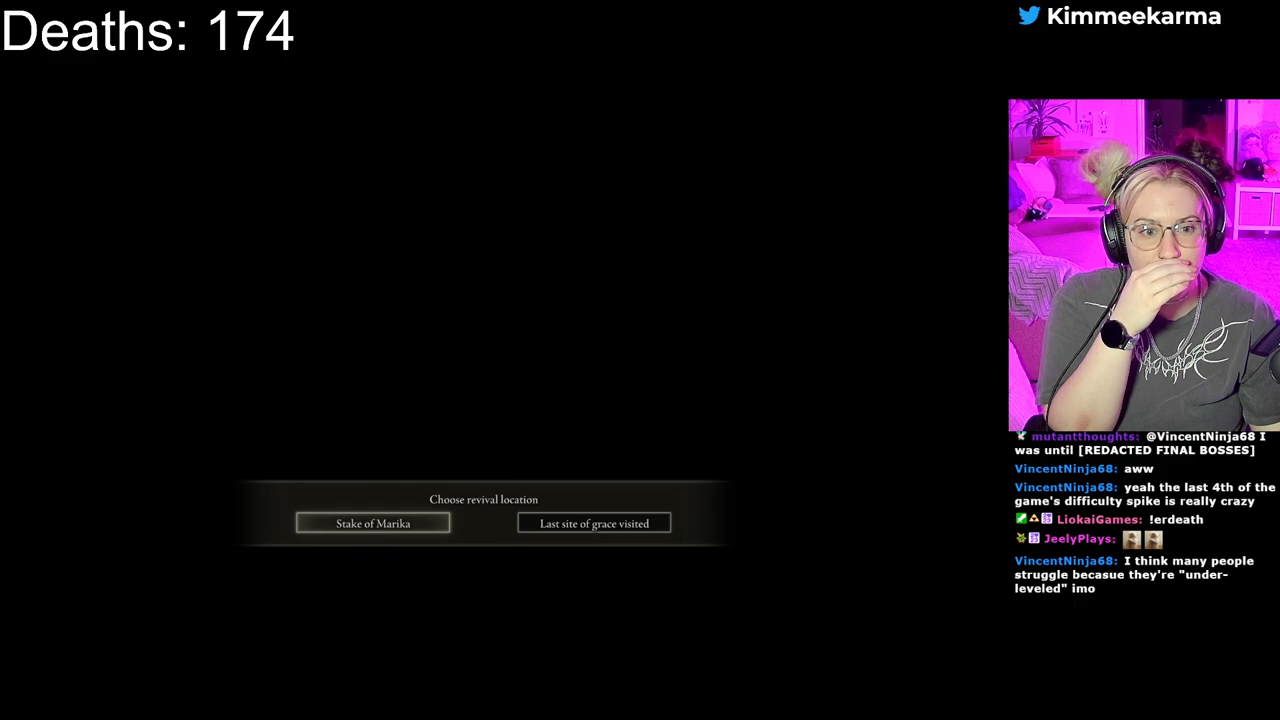 Deaths: 174
Kimmeekarma
Choose revival location
Stake of Marika
Last site of grace visited
mutantthoughts: @VincentNinja68 I
was until [REDACTED FINAL BOSSES]
VincentNinja68: aww
VincentNinja68: yeah the last 4th of the
game's difficulty spike is really crazy
LiokaiGames: !erdeath
JeelyPlays:
VincentNinja68: I think many people
struggle becasue they're "under-
leveled" imo